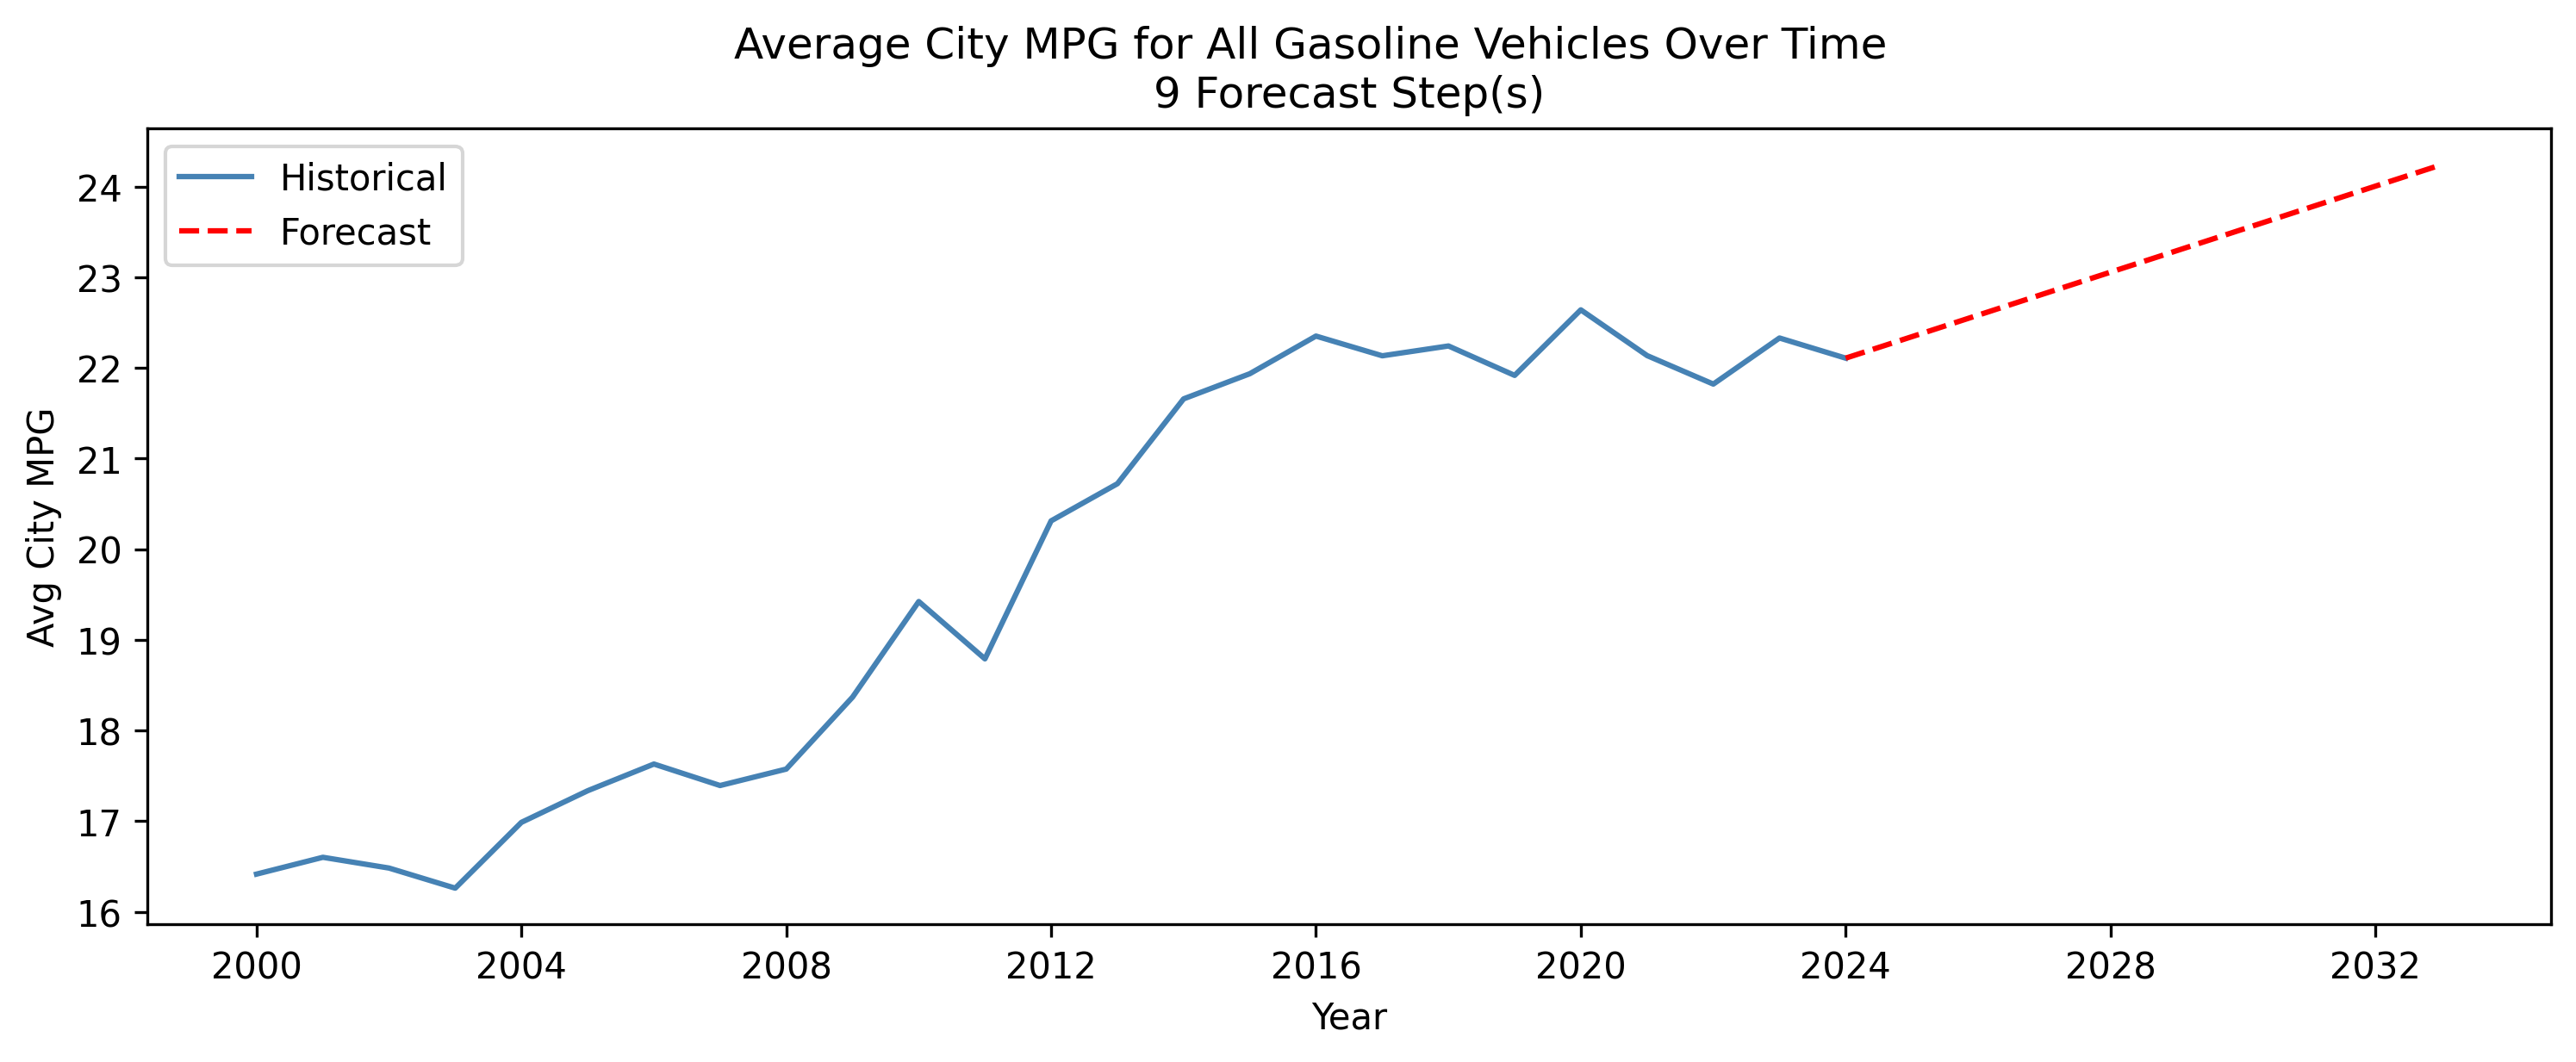 Average City MPG for All Gasoline Vehicles Over Time
9 Forecast Step(s)
Historical
Forecast
Avg City MPG
24
23
22
21
20
19
18
17
16
2000 2004 2008 2012 2016 2020 2024 2028 2032
Year